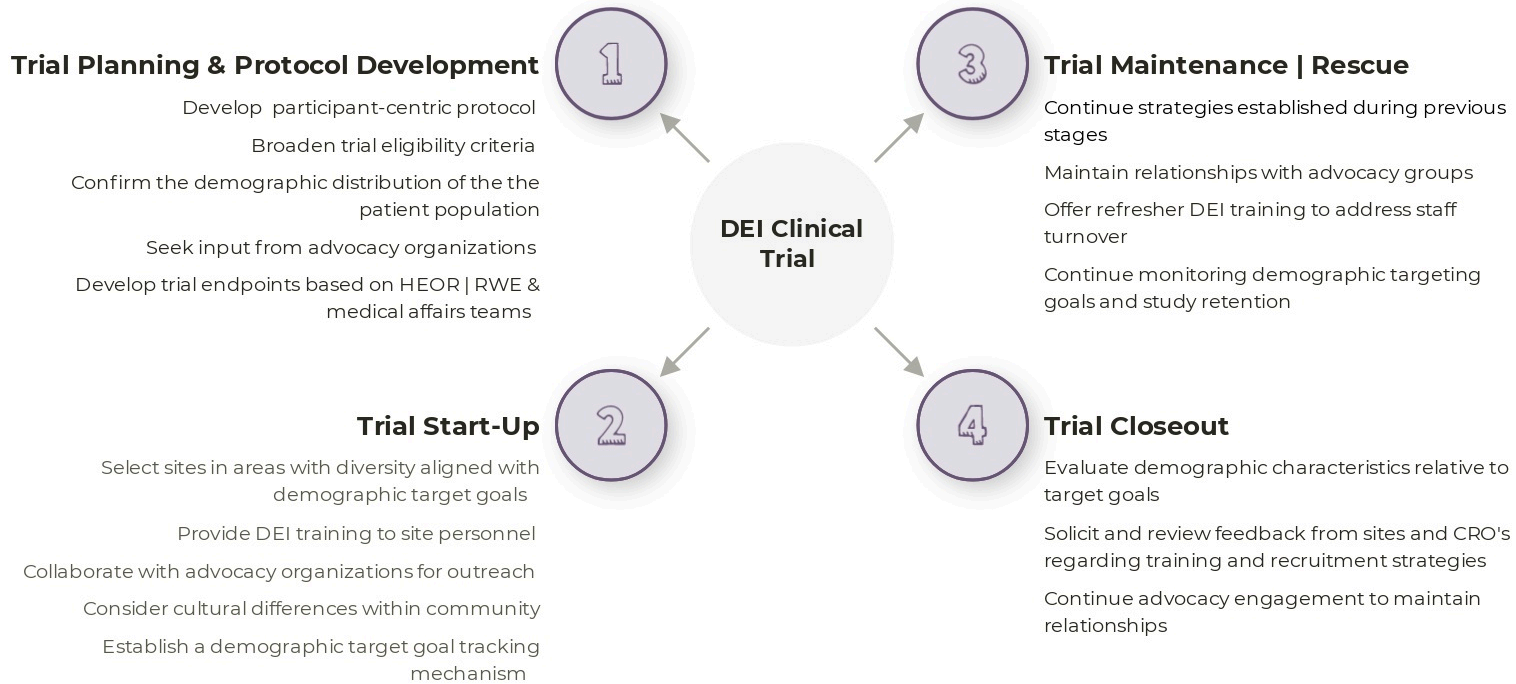 1
Trial Planning & Protocol Development
Develop participant-centric protocol
Broaden trial eligibility criteria
Confirm the demographic distribution of the the
patient population
Seek input from advocacy organizations
Develop trial endpoints based on HEOR | RWE &
medical affairs teams
2
Trial Start-Up
Select sites in areas with diversity aligned with
demographic target goals
Provide DEI training to site personnel
Collaborate with advocacy organizations for outreach
Consider cultural differences within community
Establish a demographic target goal tracking
mechanism
DEI Clinical
Trial
3
Trial Maintenance | Rescue
Continue strategies established during previous
stages
Maintain relationships with advocacy groups
Offer refresher DEI training to address staff
turnover
Continue monitoring demographic targeting
goals and study retention
4
Trial Closeout
Evaluate demographic characteristics relative to
target goals
Solicit and review feedback from sites and CRO's
regarding training and recruitment strategies
Continue advocacy engagement to maintain
relationships